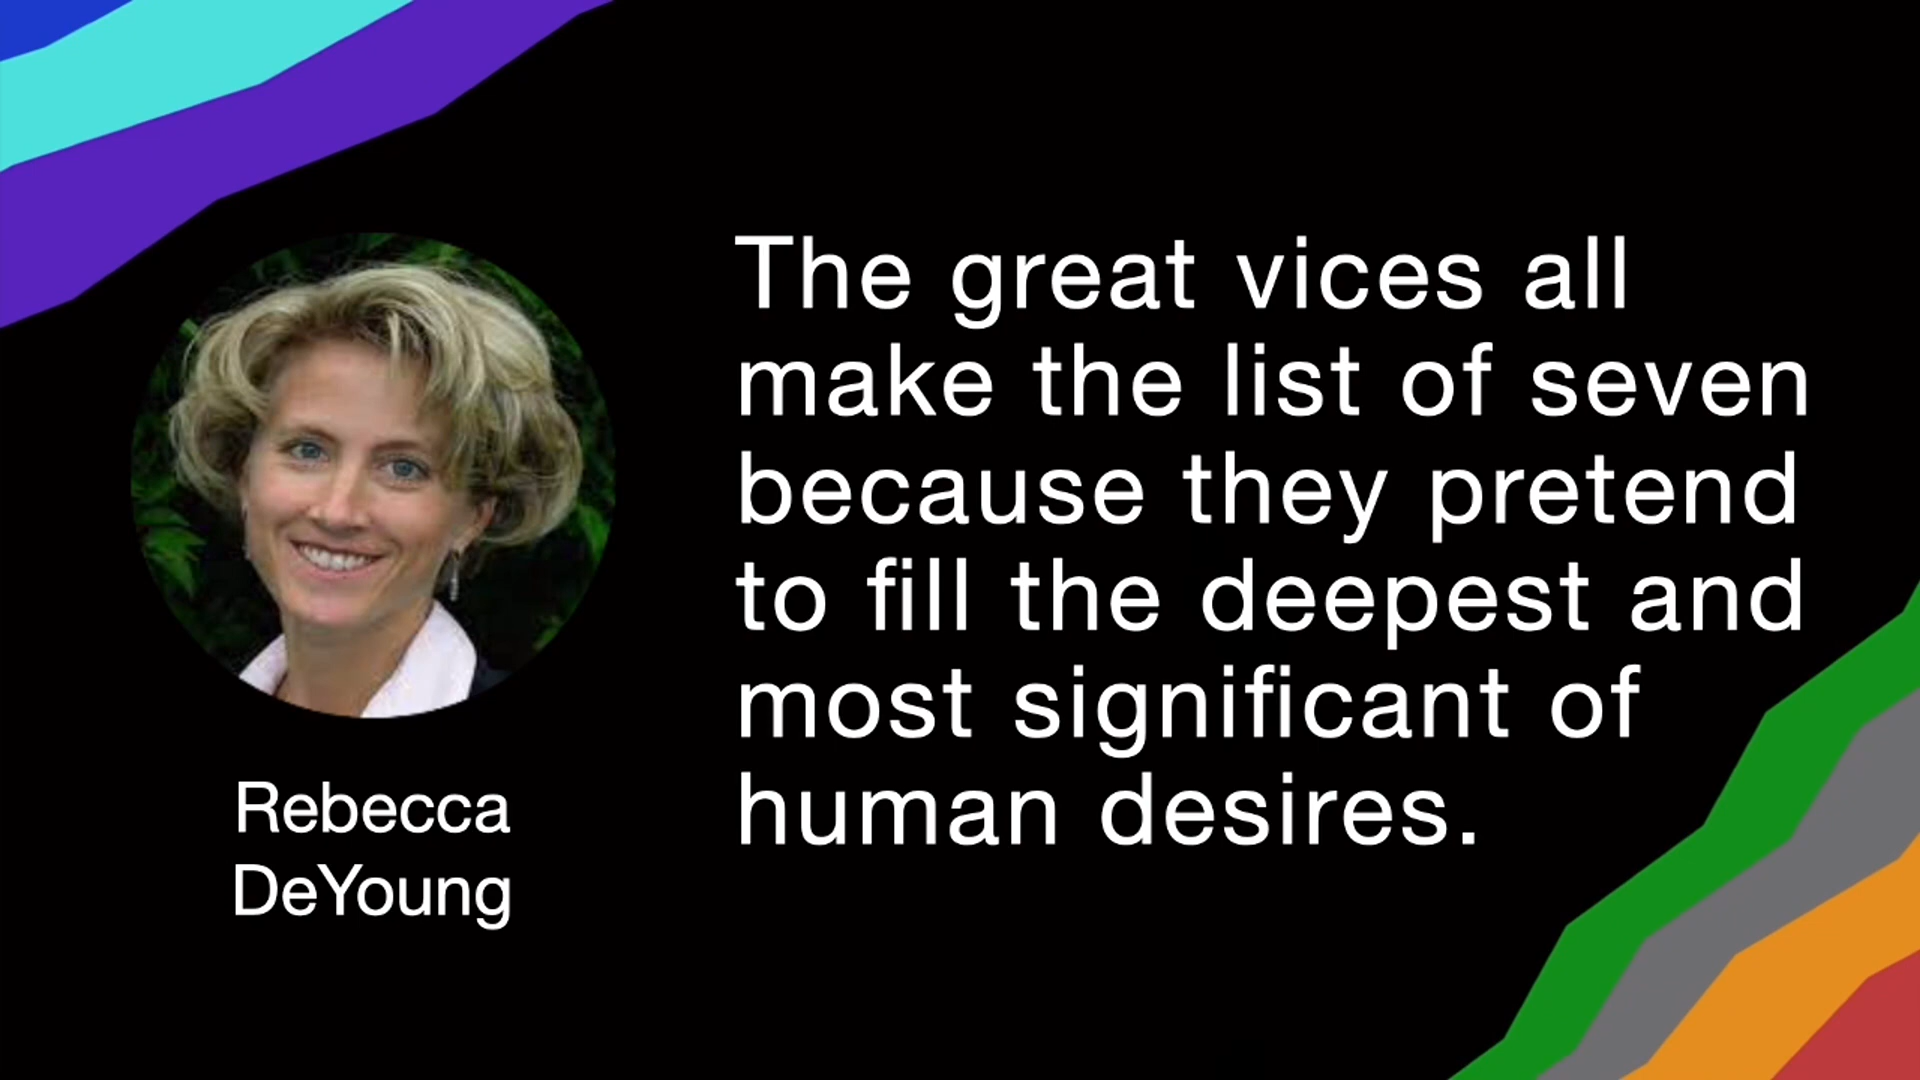 The great vices all
make the list of seven
because they pretend
to fill the deepest and
most significant of
human desires.
Rebecca
DeYoung